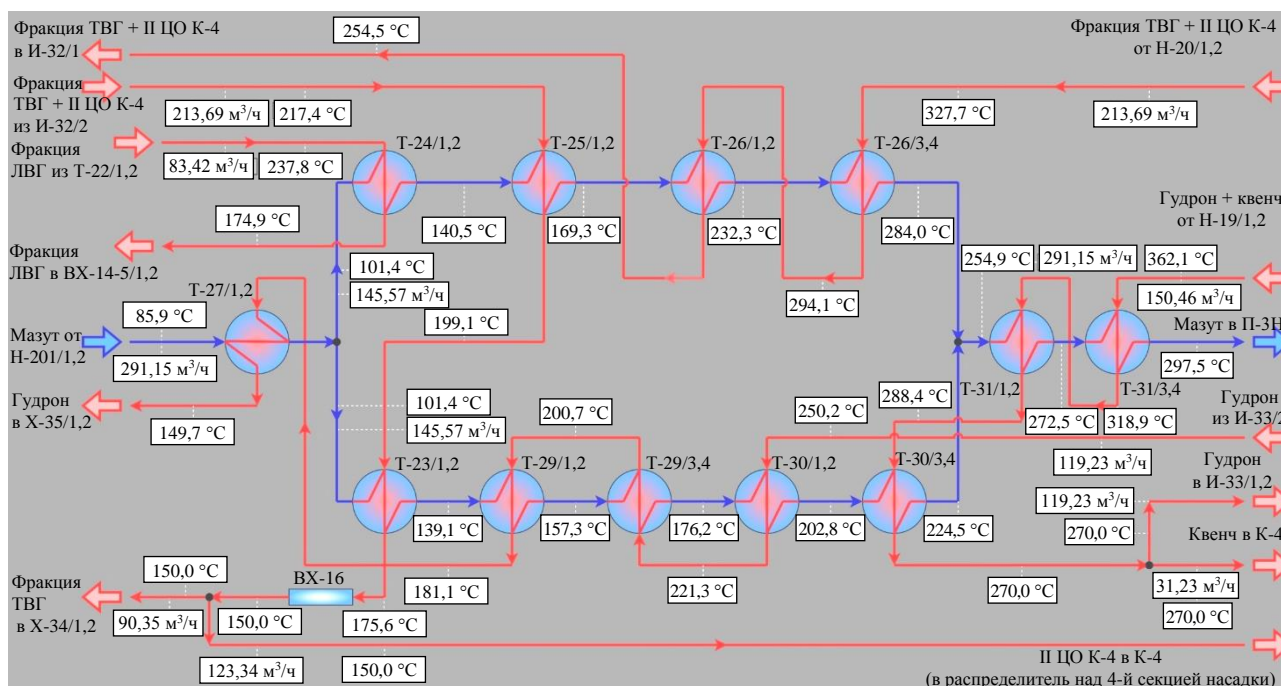 Фракция ТВГ + II ЦО К-4
в И-32/1
254,5 °C
Фракция ТВГ + II ЦО К-4
от Н-20/1,2
Фракция
ТВГ + II ЦО К-4
из И-32/2
213,69 м³/ч
217,4 °C
327,7 °C
213,69 м³/ч
Фракция
ЛВГ из Т-22/1,2
83,42 м³/ч
237,8 °C
Т-24/1,2
Т-25/1,2
Т-26/1,2
Т-26/3,4
174,9 °C
140,5 °C
169,3 °C
232,3 °C
284,0 °C
Гудрон + квенч
от Н-19/1,2
Фракция
ЛВГ в ВХ-14-5/1,2
101,4 °C
145,57 м³/ч
199,1 °C
294,1 °C
254,9 °C
291,15 м³/ч
362,1 °C
150,46 м³/ч
Т-27/1,2
Мазут от
Н-201/1,2
85,9 °C
291,15 м³/ч
Мазут в П-3Н
297,5 °C
Т-31/1,2
Т-31/3,4
Гудрон
в Х-35/1,2
149,7 °C
101,4 °C
145,57 м³/ч
200,7 °C
250,2 °C
288,4 °C
272,5 °C
318,9 °C
Гудрон
из И-33/2
119,23 м³/ч
Т-23/1,2
Т-29/1,2
Т-29/3,4
Т-30/1,2
Т-30/3,4
139,1 °C
157,3 °C
176,2 °C
202,8 °C
224,5 °C
Гудрон
в И-33/1,2
119,23 м³/ч
270,0 °C
Квенч в К-4
Фракция
ТВГ
в Х-34/1,2
150,0 °C
90,35 м³/ч
150,0 °C
ВХ-16
175,6 °C
181,1 °C
221,3 °C
270,0 °C
31,23 м³/ч
270,0 °C
123,34 м³/ч
150,0 °C
II ЦО К-4 в К-4
(в распределитель над 4-й секцией насадки)